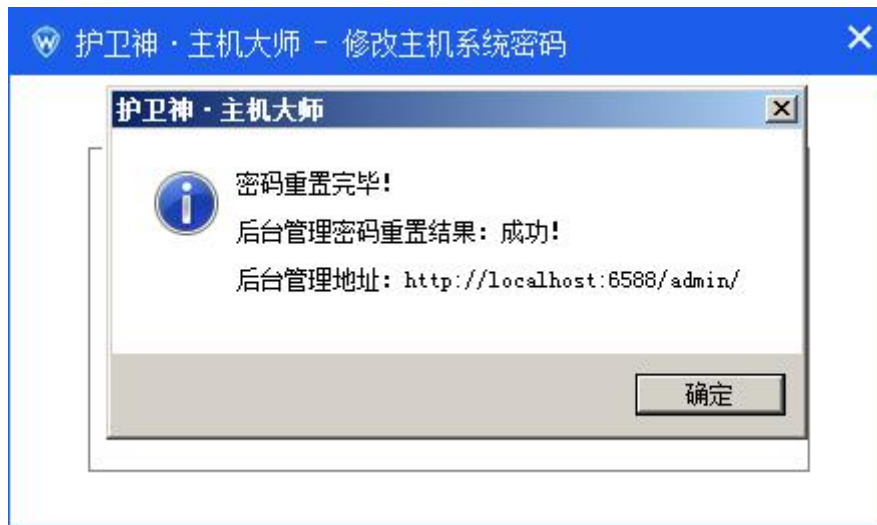 护卫神·主机大师 - 修改主机系统密码
护卫神·主机大师
密码重置完毕!
后台管理密码重置结果：成功!
后台管理地址：http://localhost:6588/admin/
确定